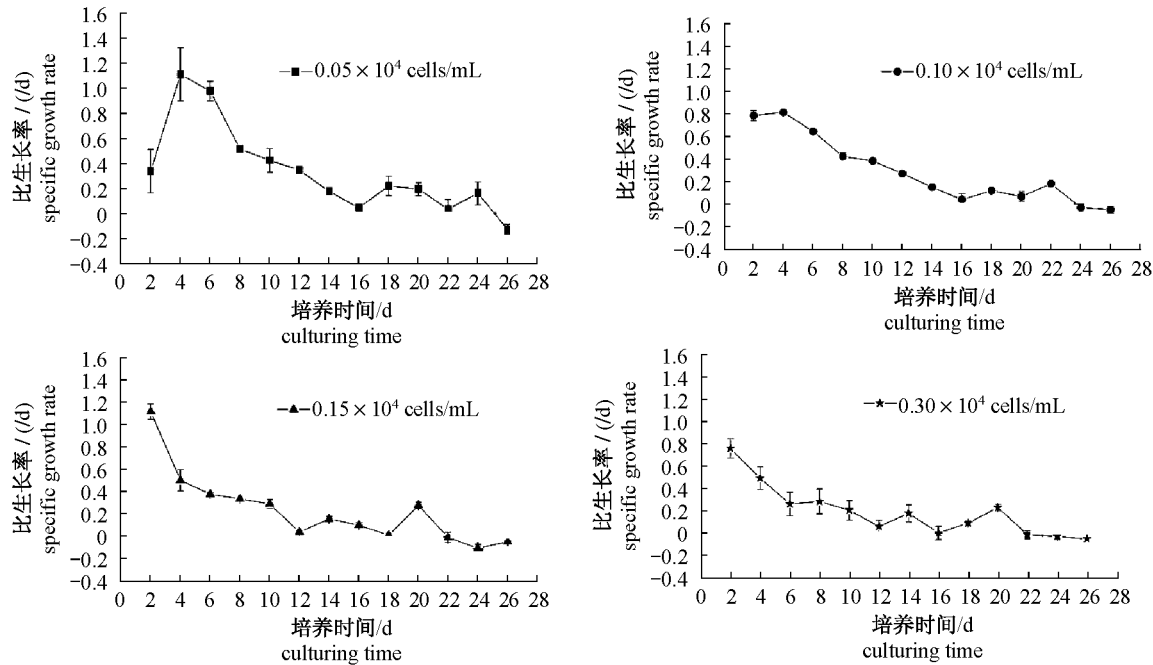 1.6
1.4
1.2
1.0
0.8
0.6
0.4
0.2
0
−0.2
−0.4
比生长率 / (/d)
specific growth rate
0.05 × 10⁴ cells/mL
0 2 4 6 8 10 12 14 16 18 20 22 24 26 28
培养时间/d
culturing time
1.6
1.4
1.2
1.0
0.8
0.6
0.4
0.2
0
−0.2
−0.4
比生长率 / (/d)
specific growth rate
0.10 × 10⁴ cells/mL
0 2 4 6 8 10 12 14 16 18 20 22 24 26 28
培养时间/d
culturing time
1.6
1.4
1.2
1.0
0.8
0.6
0.4
0.2
0
−0.2
−0.4
比生长率 / (/d)
specific growth rate
0.15 × 10⁴ cells/mL
0 2 4 6 8 10 12 14 16 18 20 22 24 26 28
培养时间/d
culturing time
1.6
1.4
1.2
1.0
0.8
0.6
0.4
0.2
0
−0.2
−0.4
比生长率 / (/d)
specific growth rate
0.30 × 10⁴ cells/mL
0 2 4 6 8 10 12 14 16 18 20 22 24 26 28
培养时间/d
culturing time